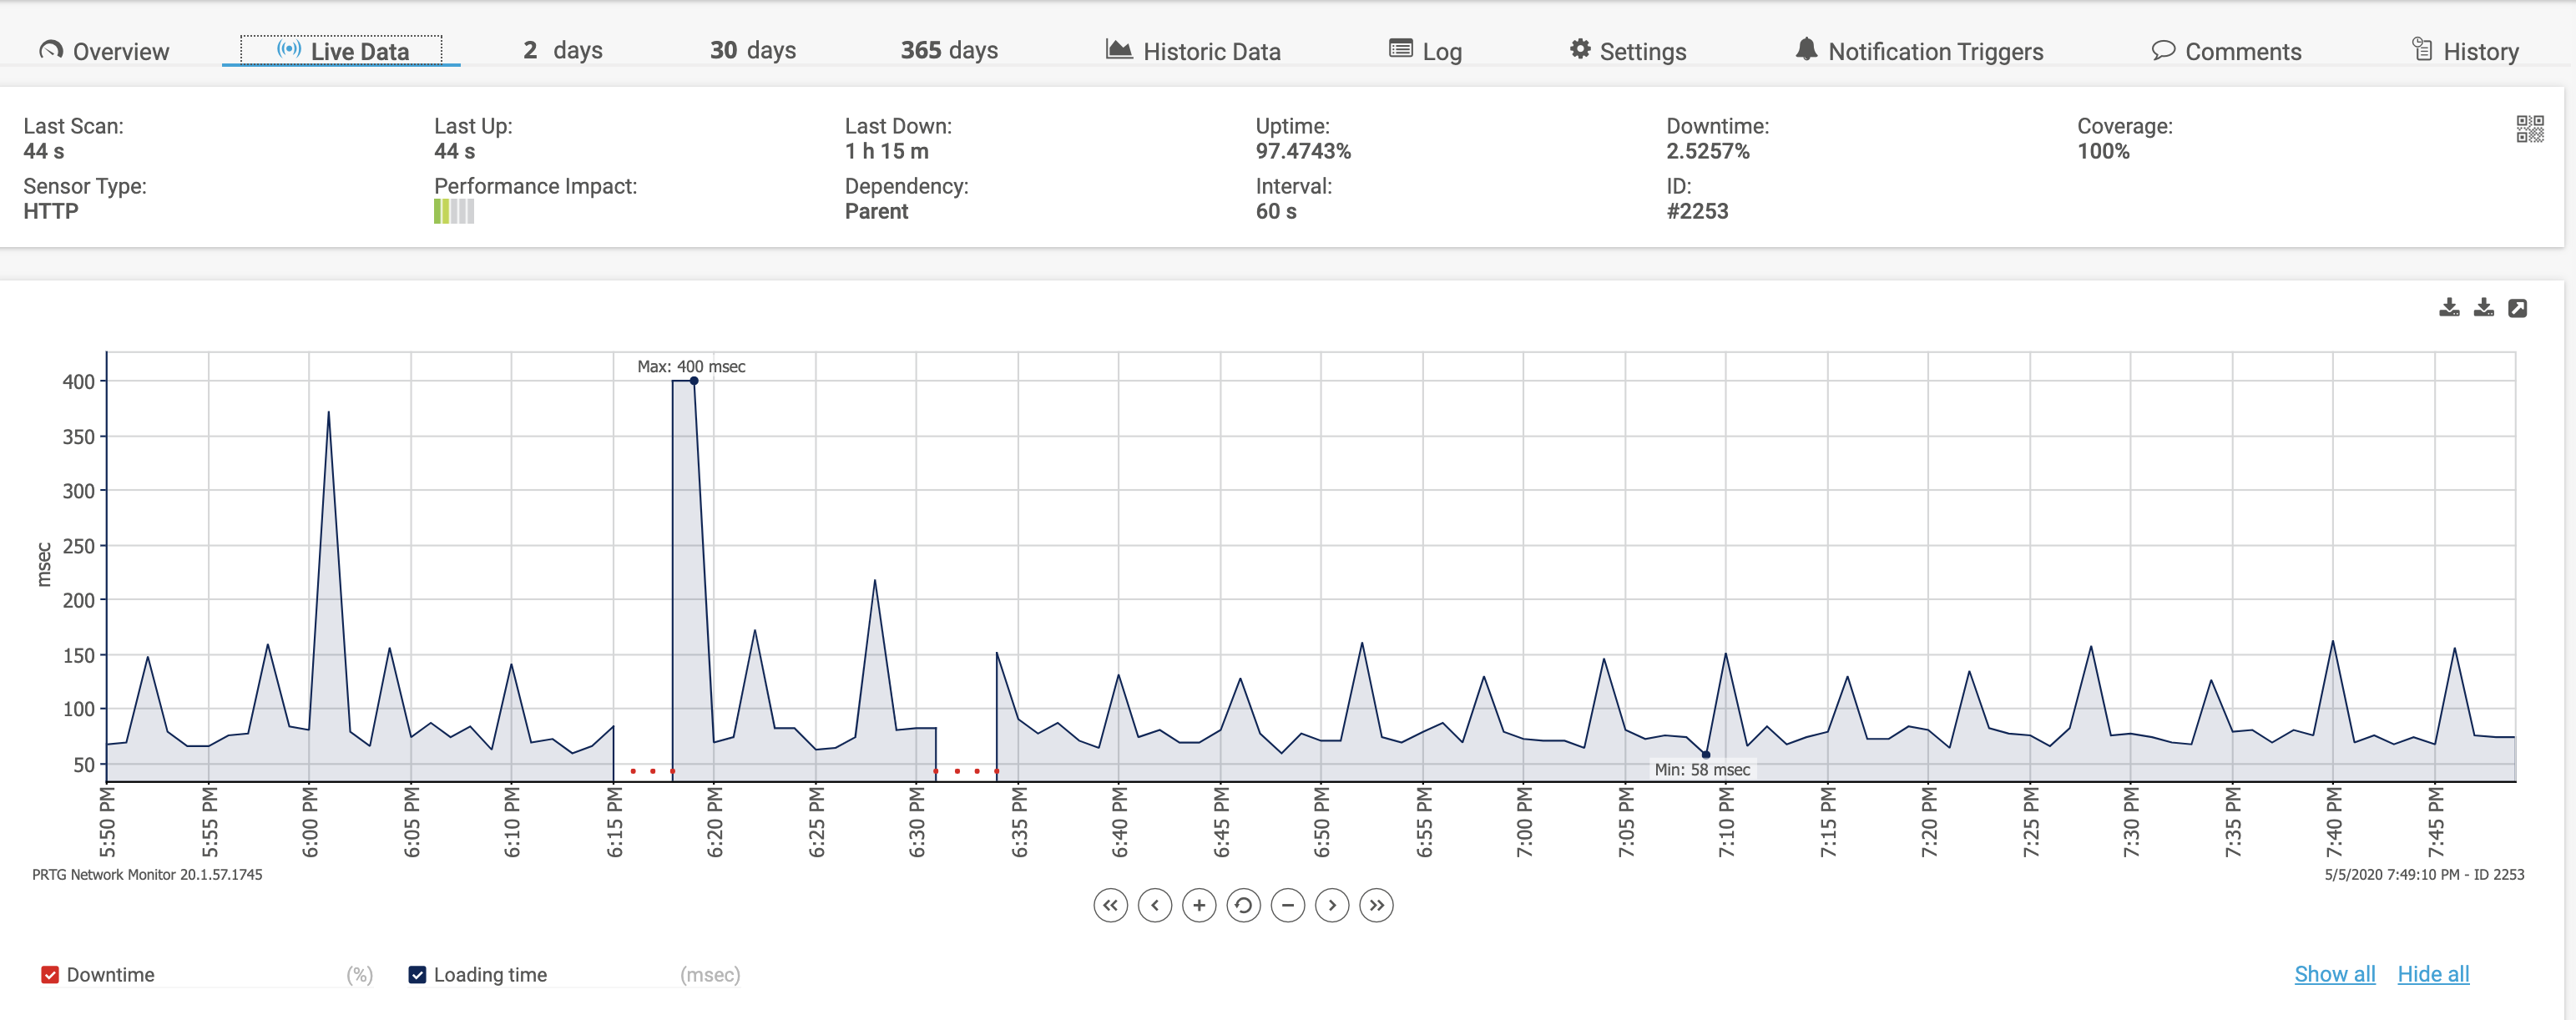 Overview Live Data 2 days 30 days 365 days Historic Data Log Settings Notification Triggers Comments History
Last Scan: Last Up: Last Down: Uptime: Downtime: Coverage:
44 s 44 s 1 h 15 m 97.4743% 2.5257% 100%
Sensor Type: Performance Impact: Dependency: Interval: ID:
HTTP Parent 60 s #2253
Max: 400 msec
400
350
300
250
200
150
100
50
msec
Min: 58 msec
5:50 PM 5:55 PM 6:00 PM 6:05 PM 6:10 PM 6:15 PM 6:20 PM 6:25 PM 6:30 PM 6:35 PM 6:40 PM 6:45 PM 6:50 PM 6:55 PM 7:00 PM 7:05 PM 7:10 PM 7:15 PM 7:20 PM 7:25 PM 7:30 PM 7:35 PM 7:40 PM 7:45 PM
PRTG Network Monitor 20.1.57.1745 5/5/2020 7:49:10 PM - ID 2253
Downtime (%) Loading time (msec) Show all Hide all